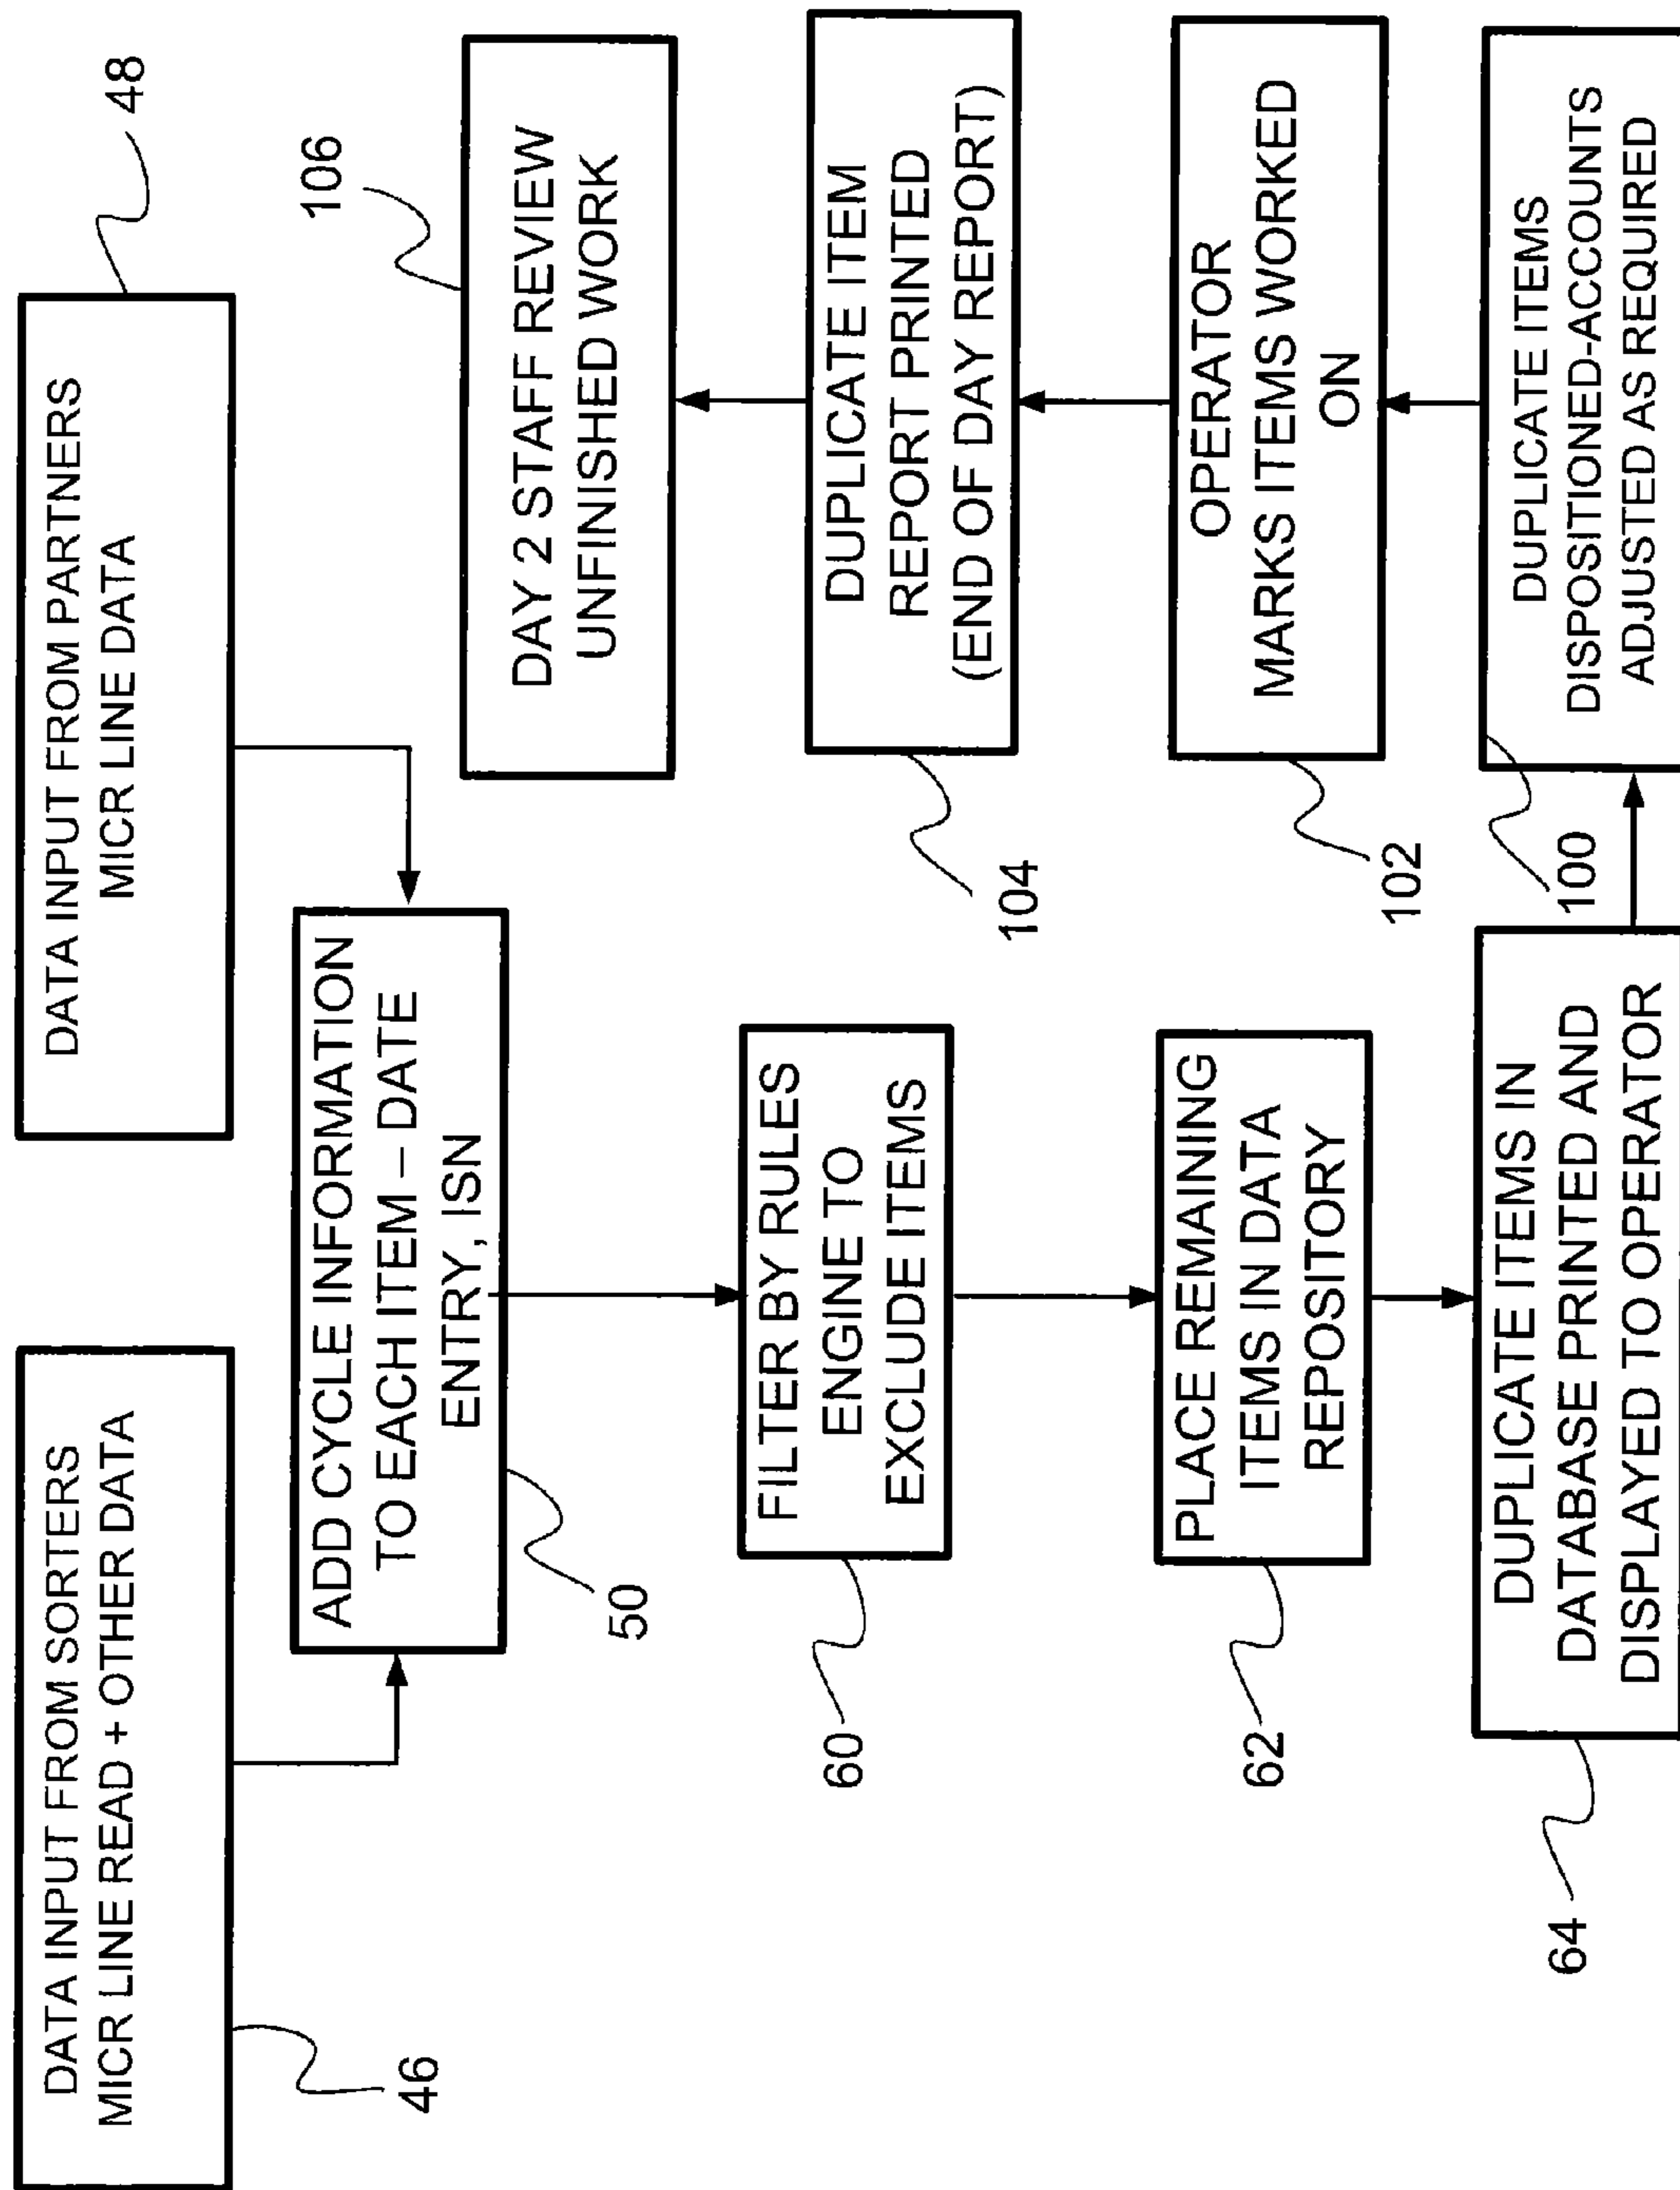 DATA INPUT FROM SORTERS
MICR LINE READ + OTHER DATA
46
DATA INPUT FROM PARTNERS
MICR LINE DATA
48
ADD CYCLE INFORMATION
TO EACH ITEM – DATE
ENTRY, ISN
50
FILTER BY RULES
ENGINE TO
EXCLUDE ITEMS
60
PLACE REMAINING
ITEMS IN DATA
REPOSITORY
62
DUPLICATE ITEMS IN
DATABASE PRINTED AND
DISPLAYED TO OPERATOR
64
DUPLICATE ITEMS
DISPOSITIONED-ACCOUNTS
ADJUSTED AS REQUIRED
100
OPERATOR
MARKS ITEMS WORKED
ON
102
DUPLICATE ITEM
REPORT PRINTED
(END OF DAY REPORT)
104
DAY 2 STAFF REVIEW
UNFINISHED WORK
106